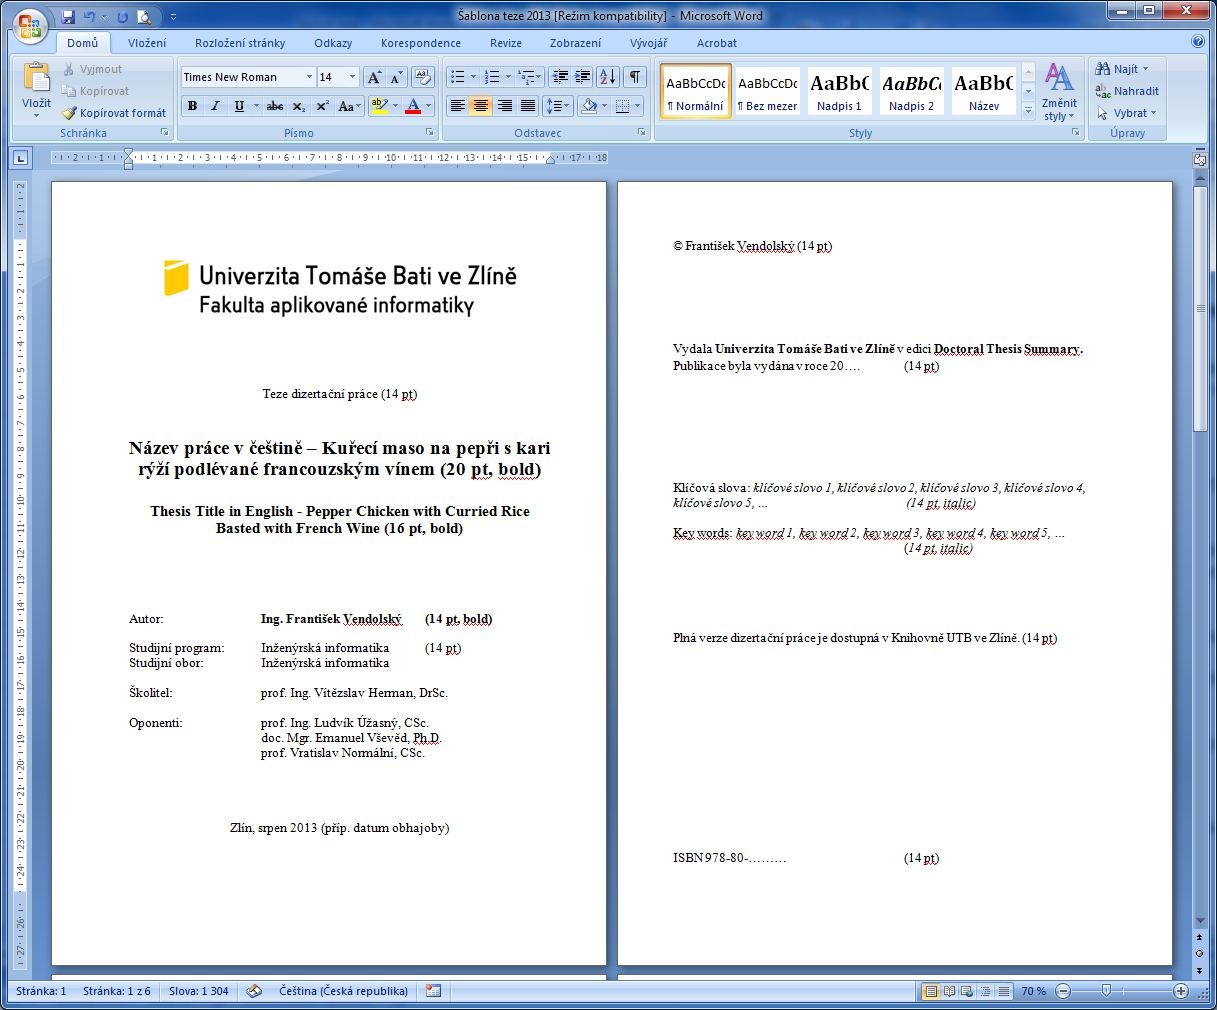 Šablona teze 2013 [Režim kompatibility] - Microsoft Word
Domů Vložení Rozložení stránky Odkazy Korespondence Revize Zobrazení Vývojář Acrobat
Vložit
Vyjmout
Kopírovat
Kopírovat formát
Schránka
Times New Roman 14
Písmo
Odstavec
AaBbCcDc AaBbCcDc AaBbC AaBbCc AaBbC
¶ Normální ¶ Bez mezer Nadpis 1 Nadpis 2 Název
Změnit styly
Styly
Najít
Nahradit
Vybrat
Úpravy
Univerzita Tomáše Bati ve Zlíně
Fakulta aplikované informatiky
Teze dizertační práce (14 pt)
Název práce v češtině – Kuřecí maso na pepři s kari
rýží podlévané francouzským vínem (20 pt, bold)
Thesis Title in English - Pepper Chicken with Curried Rice
Basted with French Wine (16 pt, bold)
Autor: Ing. František Vendolský (14 pt, bold)
Studijní program: Inženýrská informatika (14 pt)
Studijní obor: Inženýrská informatika
Školitel: prof. Ing. Vítězslav Herman, DrSc.
Oponenti: prof. Ing. Ludvík Úžasný, CSc.
doc. Mgr. Emanuel Vševěd, Ph.D.
prof. Vratislav Normální, CSc.
Zlín, srpen 2013 (příp. datum obhajoby)
© František Vendolský (14 pt)
Vydala Univerzita Tomáše Bati ve Zlíně v edici Doctoral Thesis Summary.
Publikace byla vydána v roce 20…. (14 pt)
Klíčová slova: klíčové slovo 1, klíčové slovo 2, klíčové slovo 3, klíčové slovo 4,
klíčové slovo 5, … (14 pt, italic)
Key words: key word 1, key word 2, key word 3, key word 4, key word 5, …
(14 pt, italic)
Plná verze dizertační práce je dostupná v Knihovně UTB ve Zlíně. (14 pt)
ISBN 978-80-……… (14 pt)
Stránka: 1 Stránka: 1 z 6 Slova: 1 304 Čeština (Česká republika) 70 %